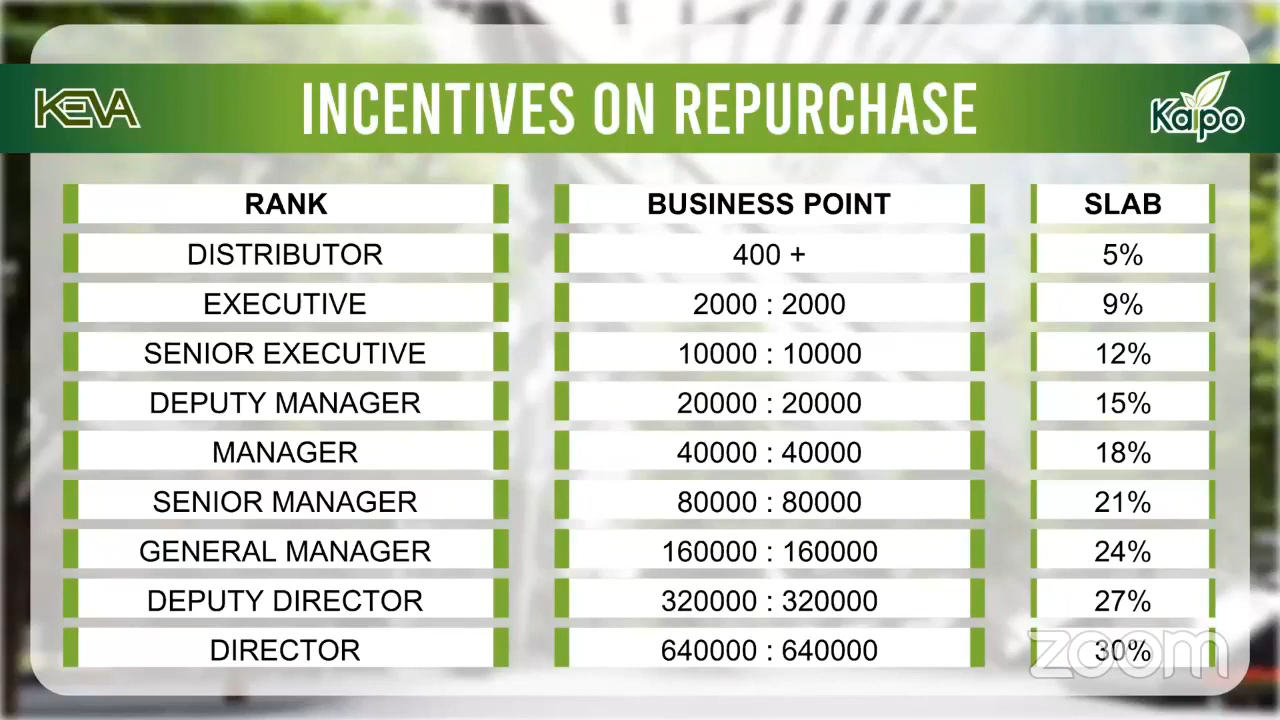 KEVA
INCENTIVES ON REPURCHASE
Kaipo
RANK BUSINESS POINT SLAB
DISTRIBUTOR 400 + 5%
EXECUTIVE 2000 : 2000 9%
SENIOR EXECUTIVE 10000 : 10000 12%
DEPUTY MANAGER 20000 : 20000 15%
MANAGER 40000 : 40000 18%
SENIOR MANAGER 80000 : 80000 21%
GENERAL MANAGER 160000 : 160000 24%
DEPUTY DIRECTOR 320000 : 320000 27%
DIRECTOR 640000 : 640000 30%
zoom